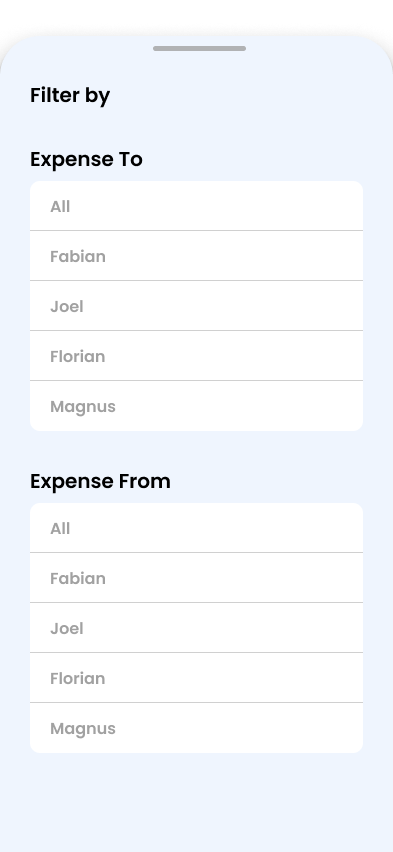 Filter by
Expense To
All
Fabian
Joel
Florian
Magnus
Expense From
All
Fabian
Joel
Florian
Magnus